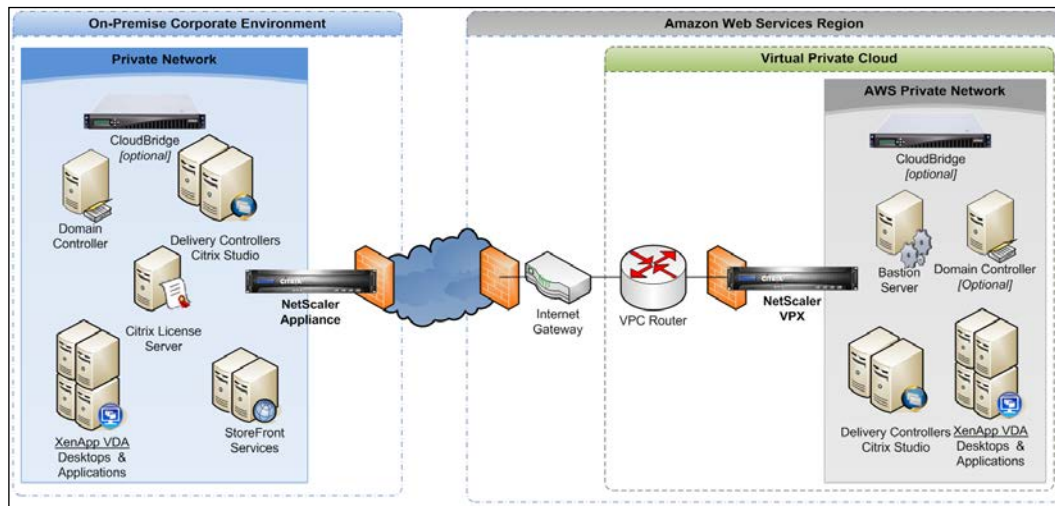 On-Premise Corporate Environment
Private Network
CloudBridge
[optional]
Domain
Controller
Delivery Controllers
Citrix Studio
Citrix License
Server
NetScaler
Appliance
XenApp VDA
Desktops &
Applications
StoreFront
Services
Amazon Web Services Region
Virtual Private Cloud
Internet
Gateway
VPC Router
CITRIX
NetScaler
VPX
AWS Private Network
CloudBridge
[optional]
Bastion
Server
Domain Controller
[Optional]
Delivery Controllers
Citrix Studio
XenApp VDA
Desktops &
Applications